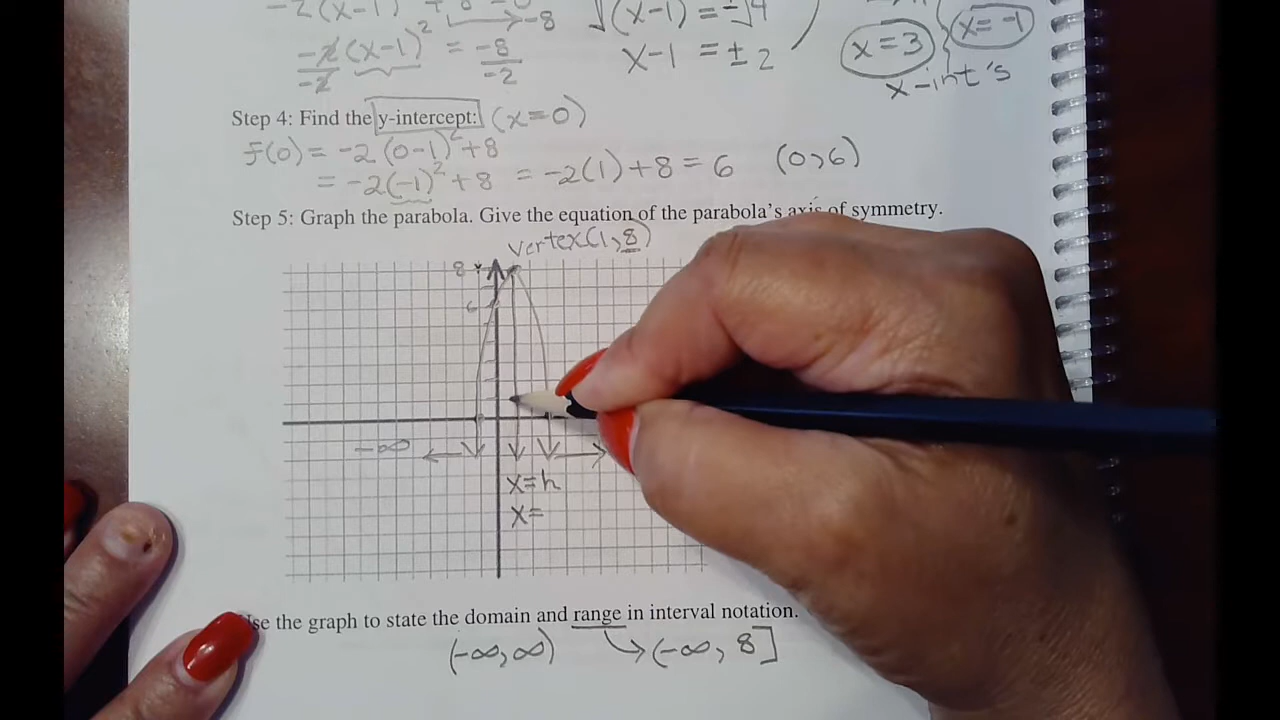 -2(x-1)
-2(x-1)² = -8
-2 -2
-8
√(x-1) = ±√4
x-1 = ±2
x=3
x=-1
x-int's
Step 4: Find the y-intercept: (x=0)
f(0) = -2(0-1)²+8
= -2(-1)²+8 = -2(1)+8 = 6 (0,6)
Step 5: Graph the parabola. Give the equation of the parabola's axis of symmetry.
vertex(1,8)
8 y
6
-∞
x=h
x=
Use the graph to state the domain and range in interval notation.
(-∞,∞) (-∞, 8]